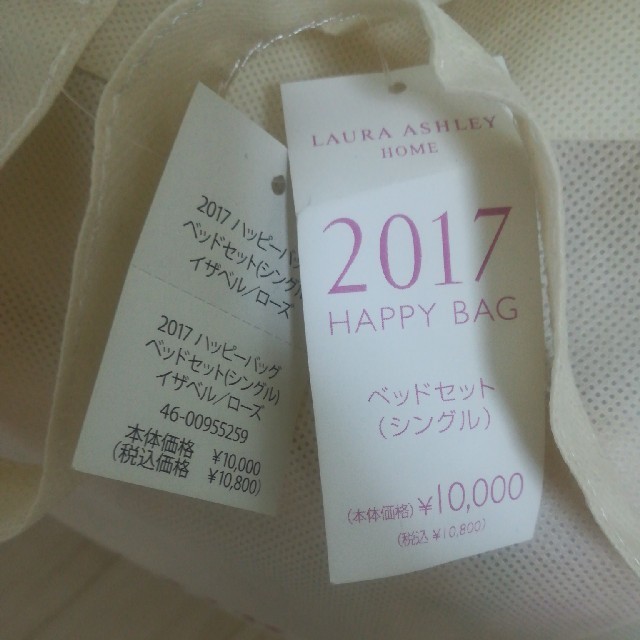 2017 ハッピーバッ
ベッドセット(シングル
イザベル/ローズ
2017 ハッピーバッグ
ベッドセット(シングル)
イザベル/ローズ
46-00955259
本体価格 ¥10,000
(税込価格 ¥10,800)
LAURA ASHLEY
HOME
2017
HAPPY BAG
ベッドセット
(シングル)
(本体価格) ¥10,000
(税込 ¥10,800)